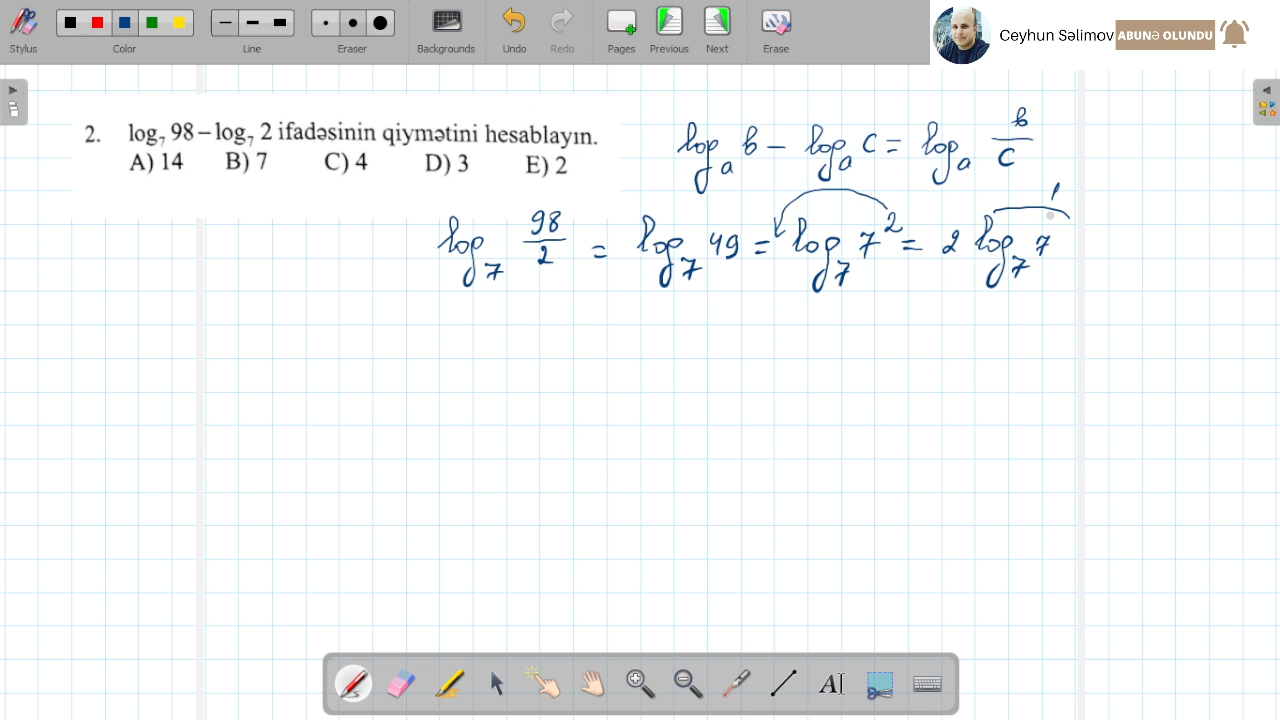 Stylus Color Line Eraser Backgrounds Undo Redo Pages Previous Next Erase
Ceyhun Səlimov ABUNƏ OLUNDU
2. log₇ 98 – log₇ 2 ifadəsinin qiymətini hesablayın.
A) 14 B) 7 C) 4 D) 3 E) 2
logₐ b – logₐ c = logₐ b/c
log₇ 98/2 = log₇ 49 = log₇ 7² = 2 log₇ 7
1